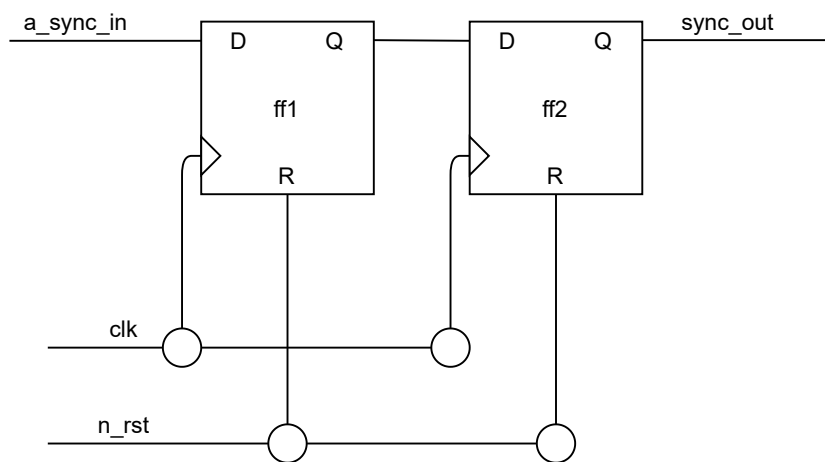 a_sync_in
sync_out
D Q
D Q
ff1
ff2
R
R
clk
n_rst